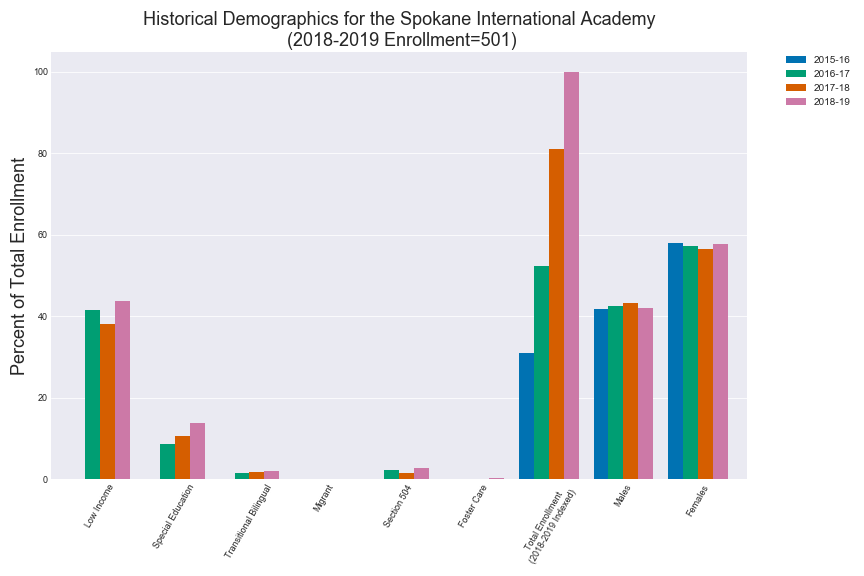 Historical Demographics for the Spokane International Academy
(2018-2019 Enrollment=501)
2015-16
2016-17
2017-18
2018-19
Percent of Total Enrollment
100
80
60
40
20
0
Low Income
Special Education
Transitional Bilingual
Migrant
Section 504
Foster Care
Total Enrollment
(2018-2019 Indexed)
Males
Females